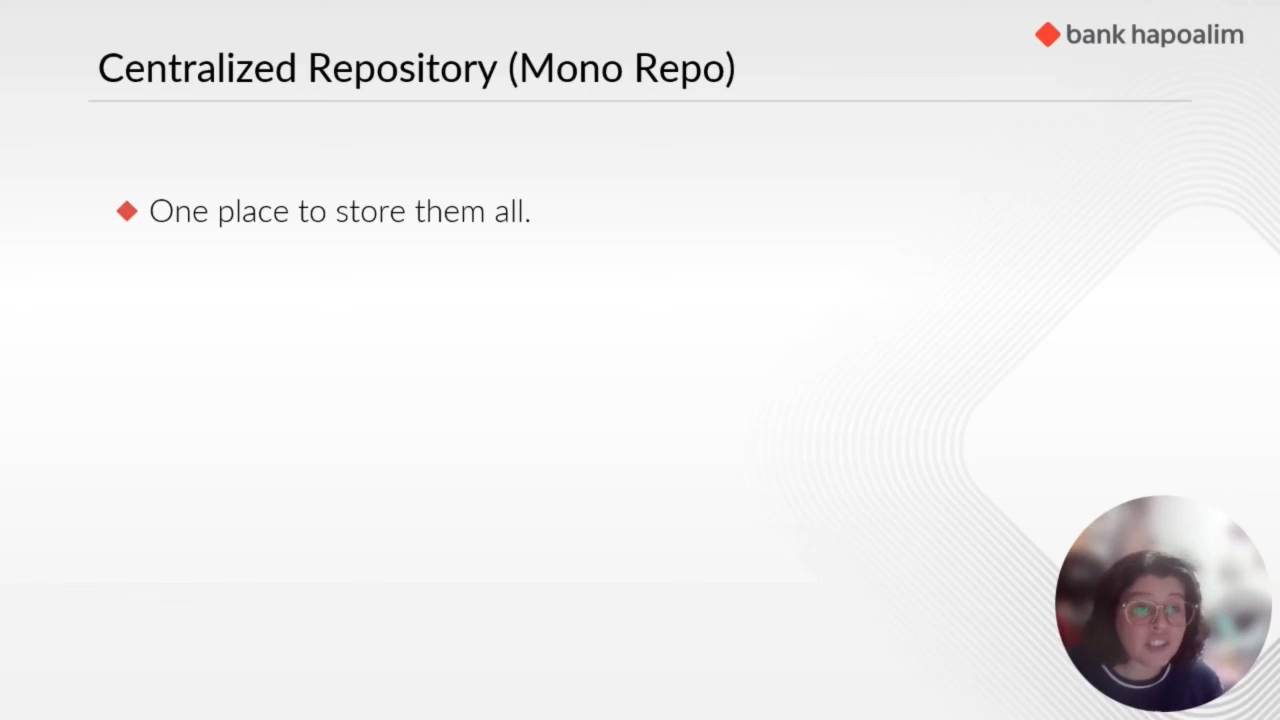 bank hapoalim
Centralized Repository (Mono Repo)
One place to store them all.